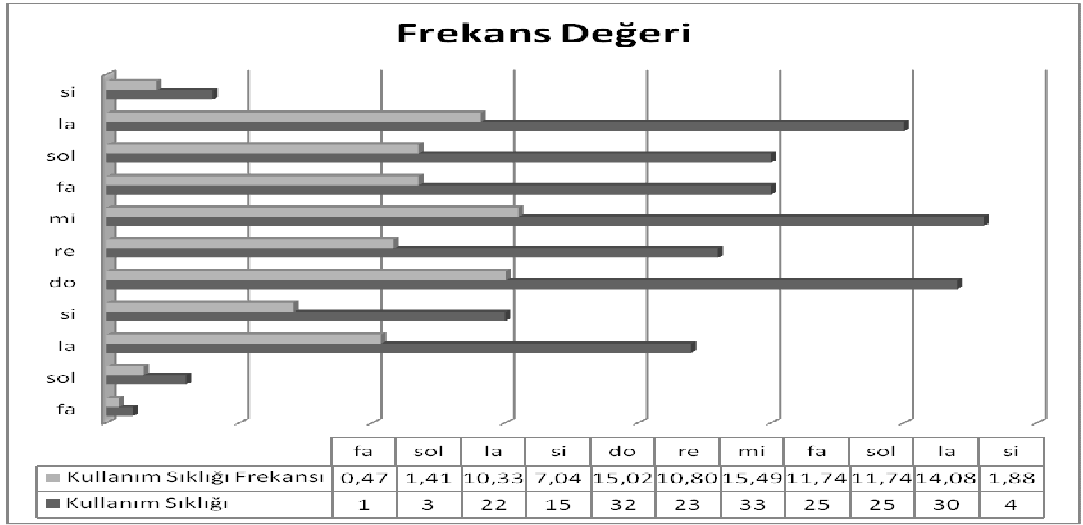 Frekans Değeri
si
la
sol
fa
mi
re
do
si
la
sol
fa
fa sol la si do re mi fa sol la si
Kullanım Sıklığı Frekansı 0,47 1,41 10,33 7,04 15,02 10,80 15,49 11,74 11,74 14,08 1,88
Kullanım Sıklığı 1 3 22 15 32 23 33 25 25 30 4